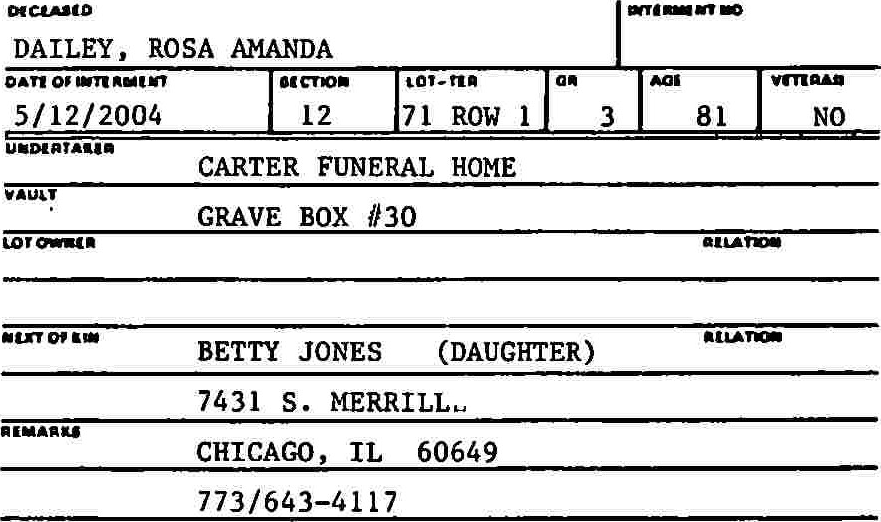 DECEASED INTERMENT NO
DAILEY, ROSA AMANDA
DATE OF INTERMENT SECTION LOT-TER GR AGE VETERAN
5/12/2004 12 71 ROW 1 3 81 NO
UNDERTAKER
CARTER FUNERAL HOME
VAULT
GRAVE BOX #30
LOT OWNER RELATION
NEXT OF KIN RELATION
BETTY JONES (DAUGHTER)
7431 S. MERRILL
REMARKS
CHICAGO, IL 60649
773/643-4117